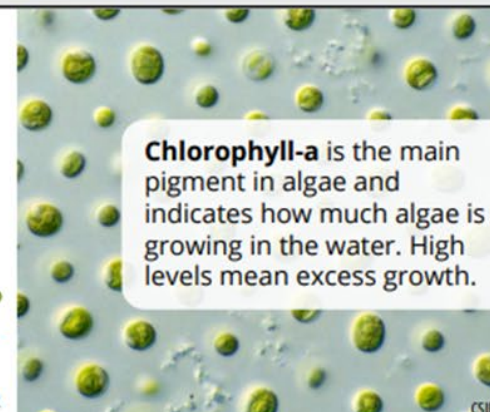 Chlorophyll-a is the main
pigment in algae and
indicates how much algae is
growing in the water. High
levels mean excess growth.